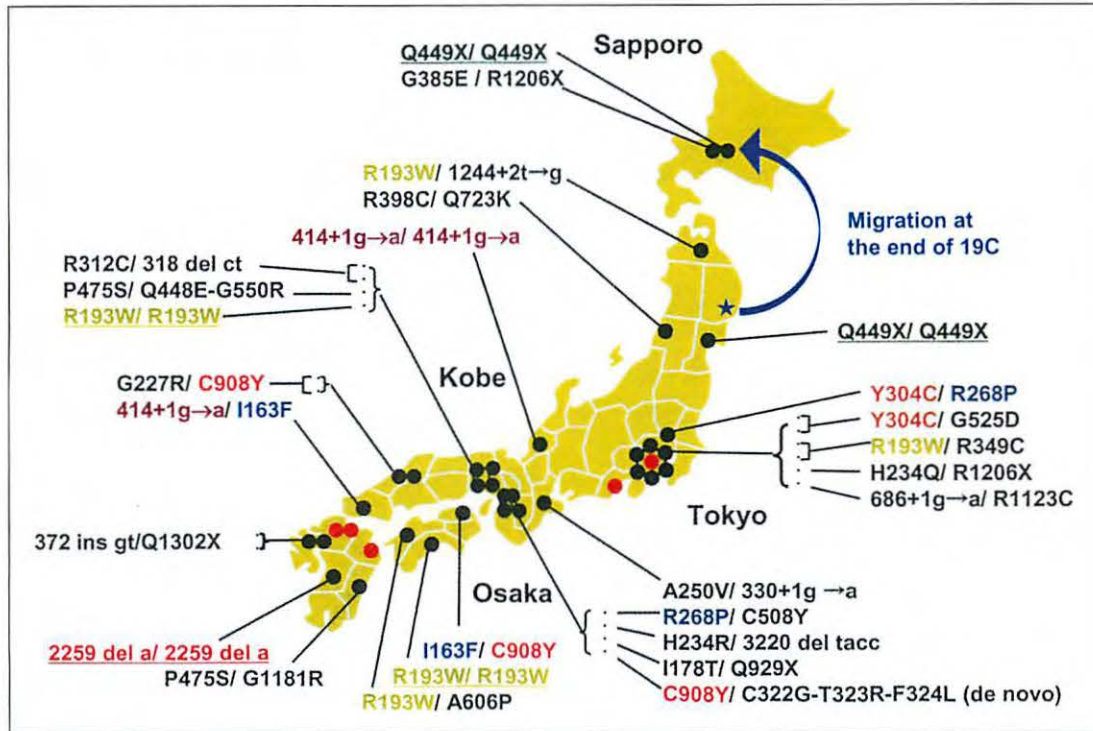 Sapporo
Q449X/ Q449X
G385E / R1206X
R193W/ 1244+2t→g
R398C/ Q723K
414+1g→a/ 414+1g→a
Migration at
the end of 19C
R312C/ 318 del ct
P475S/ Q448E-G550R
R193W/ R193W
Q449X/ Q449X
Kobe
G227R/ C908Y
414+1g→a/ I163F
Y304C/ R268P
Y304C/ G525D
R193W/ R349C
H234Q/ R1206X
686+1g→a/ R1123C
Tokyo
372 ins gt/Q1302X
Osaka
A250V/ 330+1g →a
R268P/ C508Y
H234R/ 3220 del tacc
I178T/ Q929X
C908Y/ C322G-T323R-F324L (de novo)
2259 del a/ 2259 del a
P475S/ G1181R
I163F/ C908Y
R193W/ R193W
R193W/ A606P